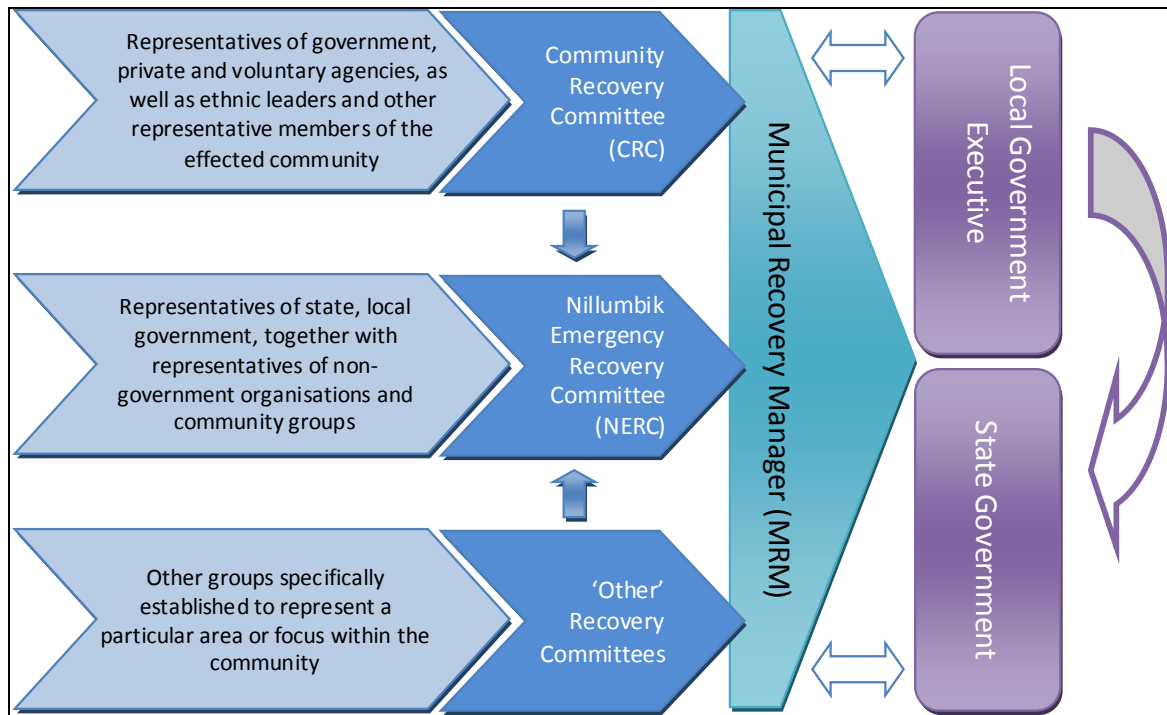 Representatives of government,
private and voluntary agencies, as
well as ethnic leaders and other
representative members of the
effected community
Community
Recovery
Committee
(CRC)
Representatives of state, local
government, together with
representatives of non-
government organisations and
community groups
Nillumbik
Emergency
Recovery
Committee
(NERC)
Other groups specifically
established to represent a
particular area or focus within the
community
‘Other’
Recovery
Committees
Municipal Recovery Manager (MRM)
Local Government
Executive
State Government